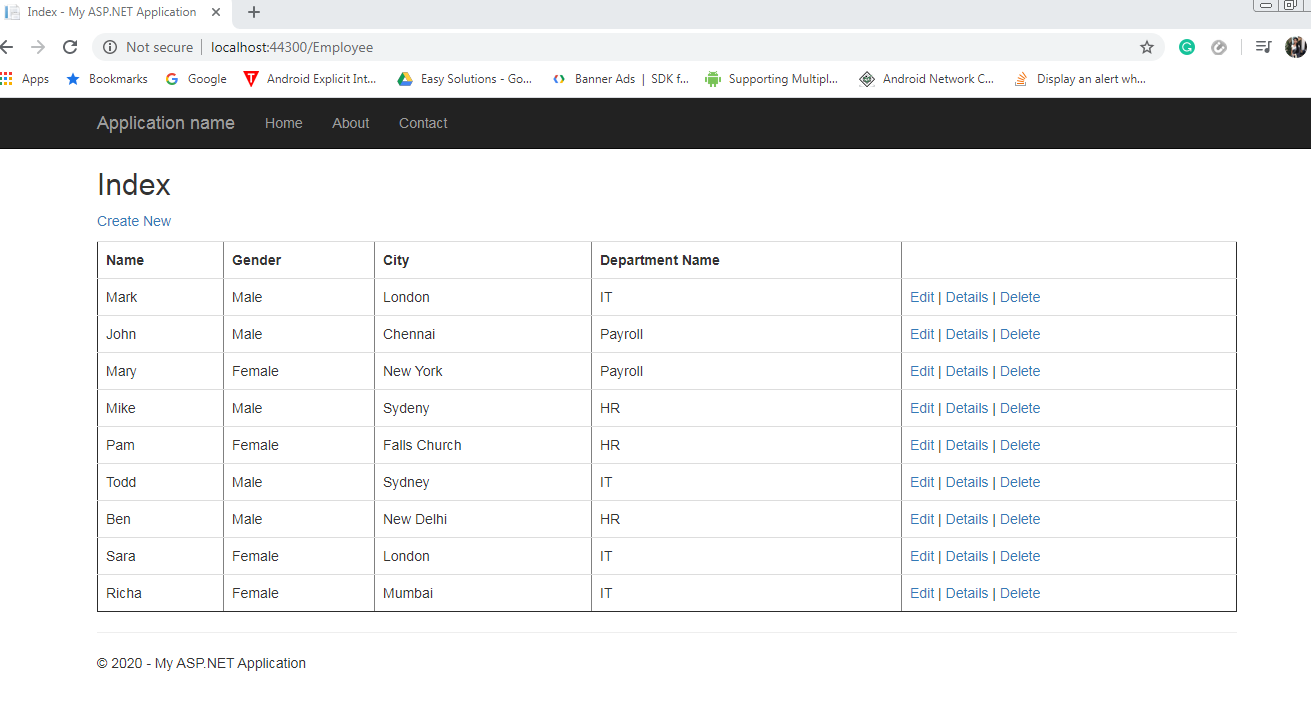 Index - My ASP.NET Application
Not secure | localhost:44300/Employee
Apps Bookmarks Google Android Explicit Int... Easy Solutions - Go... Banner Ads | SDK f... Supporting Multipl... Android Network C... Display an alert wh...
Application name Home About Contact
Index
Create New
Name Gender City Department Name
Mark Male London IT Edit | Details | Delete
John Male Chennai Payroll Edit | Details | Delete
Mary Female New York Payroll Edit | Details | Delete
Mike Male Sydeny HR Edit | Details | Delete
Pam Female Falls Church HR Edit | Details | Delete
Todd Male Sydney IT Edit | Details | Delete
Ben Male New Delhi HR Edit | Details | Delete
Sara Female London IT Edit | Details | Delete
Richa Female Mumbai IT Edit | Details | Delete
© 2020 - My ASP.NET Application